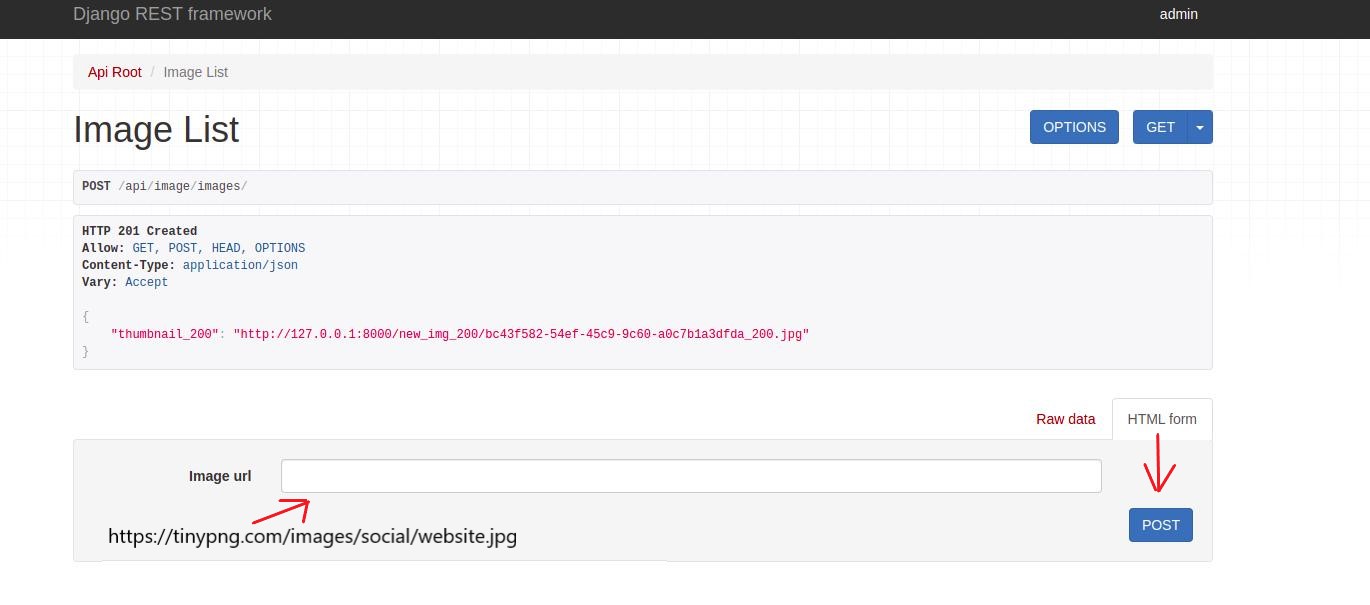 Django REST framework
admin
Api Root / Image List
Image List
OPTIONS
GET
POST /api/image/images/
HTTP 201 Created
Allow: GET, POST, HEAD, OPTIONS
Content-Type: application/json
Vary: Accept
{
"thumbnail_200": "http://127.0.0.1:8000/new_img_200/bc43f582-54ef-45c9-9c60-a0c7b1a3dfda_200.jpg"
}
Raw data
HTML form
Image url
https://tinypng.com/images/social/website.jpg
POST